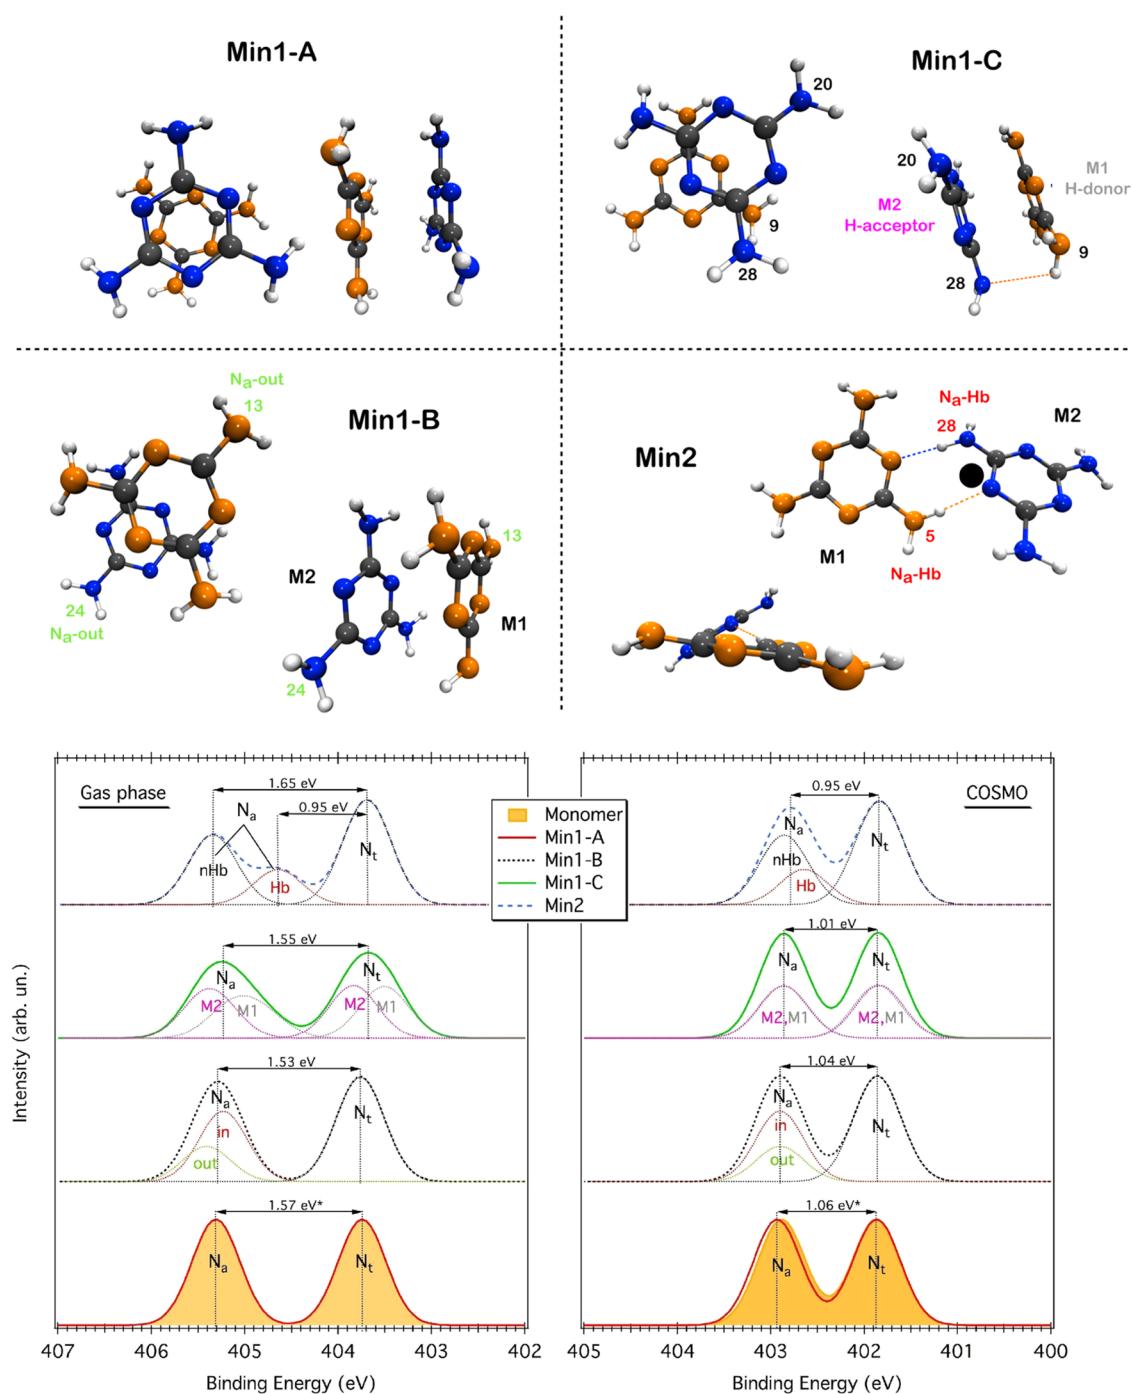 Min1-A
Min1-C
20
9
28
20
M1
H-donor
M2
H-acceptor
9
28
Na-out
13
Min1-B
24
Na-out
M2
13
M1
24
Na-Hb
28
M2
Min2
M1
5
Na-Hb
Gas phase
1.65 eV
Na
0.95 eV
nHb
Hb
Nt
1.55 eV
Na
Nt
M2
M1
M2
M1
1.53 eV
Na
Nt
in
out
1.57 eV*
Na
Nt
407
406
405
404
403
402
Binding Energy (eV)
Intensity (arb. un.)
Monomer
Min1-A
Min1-B
Min1-C
Min2
COSMO
0.95 eV
Na
nHb
Hb
Nt
1.01 eV
Na
Nt
M2,M1
M2,M1
1.04 eV
Na
Nt
in
out
1.06 eV*
Na
Nt
405
404
403
402
401
400
Binding Energy (eV)